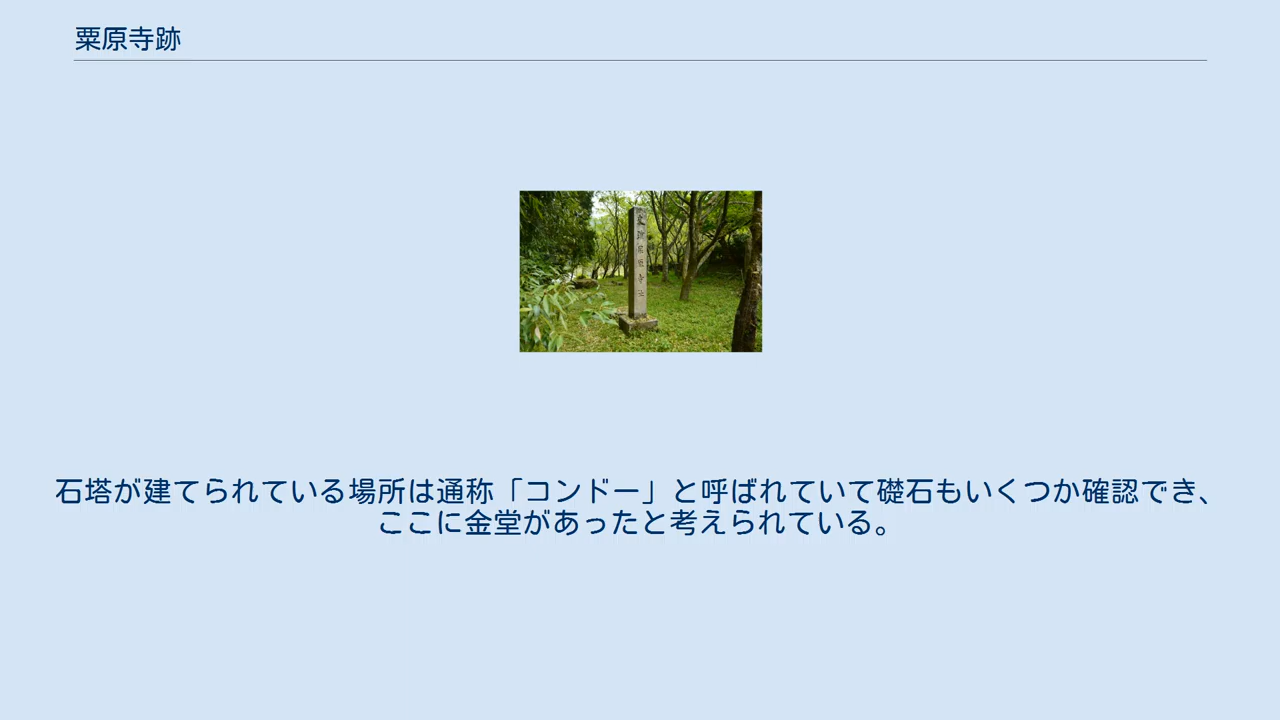 粟原寺跡
石塔が建てられている場所は通称「コンドー」と呼ばれていて礎石もいくつか確認でき、
ここに金堂があったと考えられている。